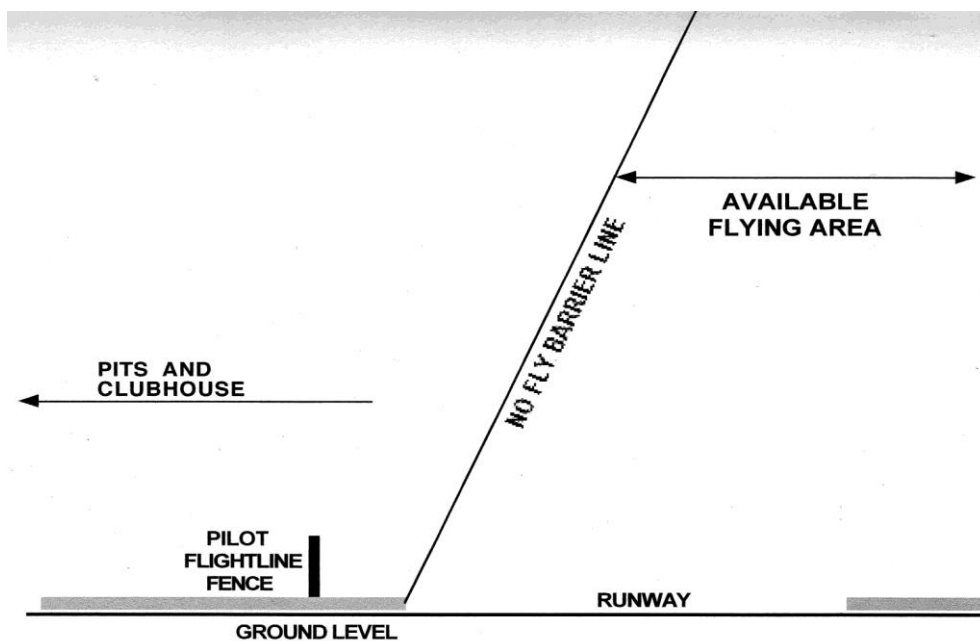 AVAILABLE
FLYING AREA
NO FLY BARRIER LINE
PITS AND
CLUBHOUSE
PILOT
FLIGHTLINE
FENCE
RUNWAY
GROUND LEVEL